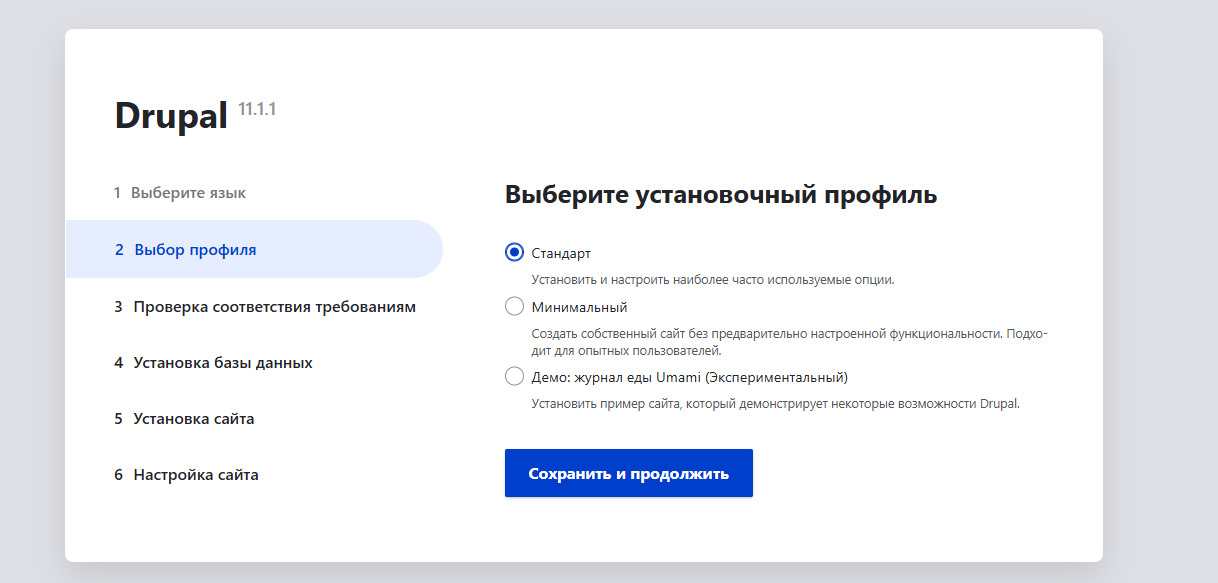 Drupal 11.1.1
1 Выберите язык
2 Выбор профиля
3 Проверка соответствия требованиям
4 Установка базы данных
5 Установка сайта
6 Настройка сайта
Выберите установочный профиль
Стандарт
Установить и настроить наиболее часто используемые опции.
Минимальный
Создать собственный сайт без предварительно настроенной функциональности. Подхо-
дит для опытных пользователей.
Демо: журнал еды Umami (Экспериментальный)
Установить пример сайта, который демонстрирует некоторые возможности Drupal.
Сохранить и продолжить